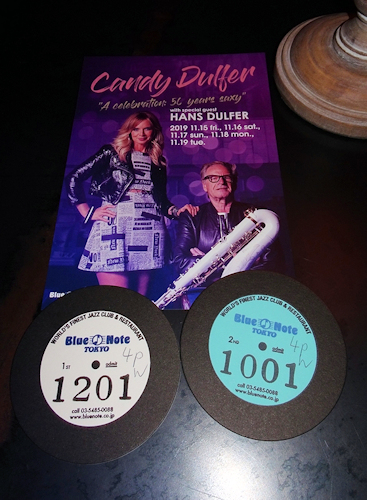 Candy Dulfer
"A celebration: 50 years saxy"
with special guest
HANS DULFER
2019 11.15 fri., 11.16 sat.,
11.17 sun., 11.18 mon.,
11.19 tue.
WORLD'S FINEST JAZZ CLUB & RESTAURANT
Blue Note
TOKYO
1ST admit
1201
call 03-5485-0088
www.bluenote.co.jp
WORLD'S FINEST JAZZ CLUB & RESTAURANT
Blue Note
TOKYO
2ND admit
1001
call 03-5485-0088
www.bluenote.co.jp